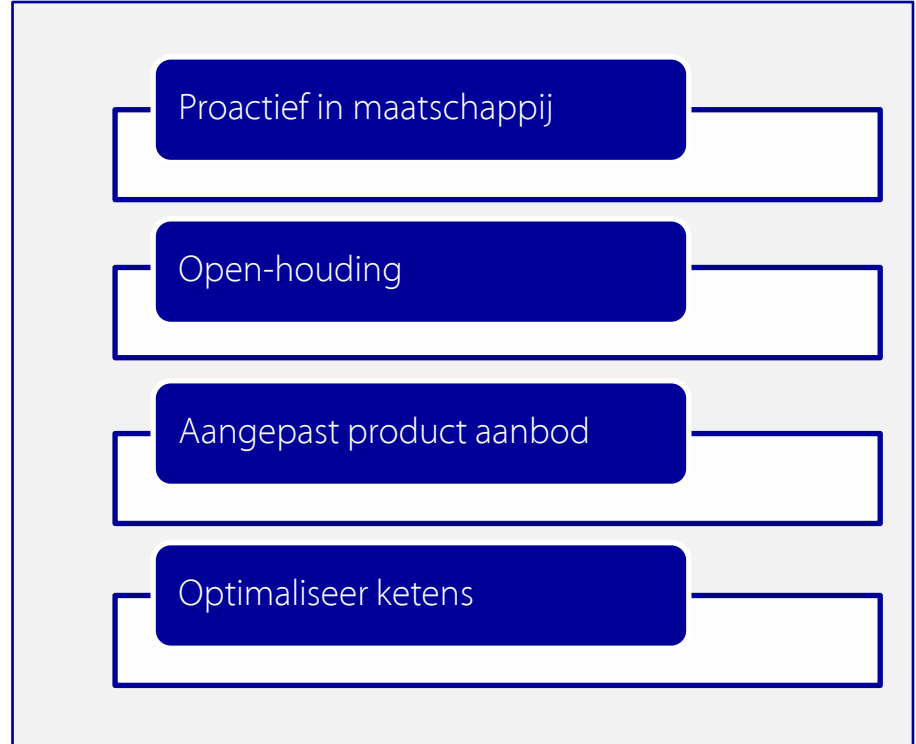 Proactief in maatschappij
Open-houding
Aangepast product aanbod
Optimaliseer ketens